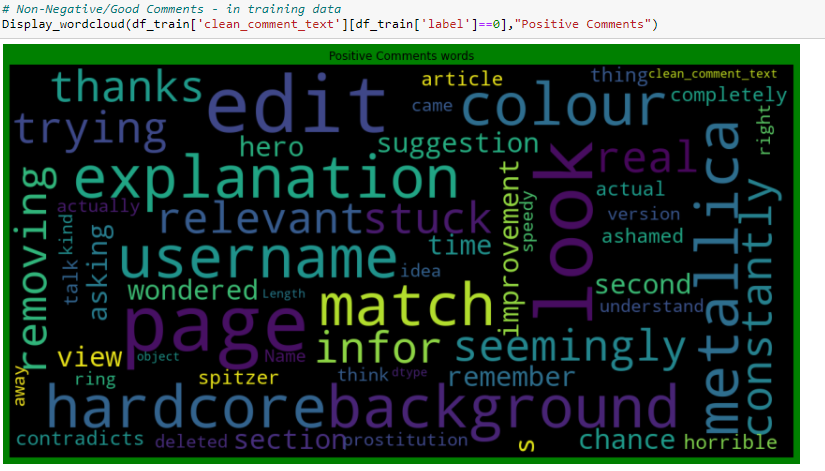 # Non-Negative/Good Comments - in training data
Display_wordcloud(df_train['clean_comment_text'][df_train['label']==0],"Positive Comments")
Positive Comments words
thanks
edit
article
thing
clean_comment_text
came
colour
completely
trying
hero
suggestion
right
explanation
real
metallica
removing
actually
relevant
stuck
improvement
speedy
look
actual
version
constantly
talk
kind
asking
username
time
ashamed
idea
wondered
Length
match
second
understand
page
infor
seemingly
view
object
Name
away
ring
spitzer
think
dtype
remember
hardcore
background
contradicts
deleted
section
prostitution
s
chance
horrible